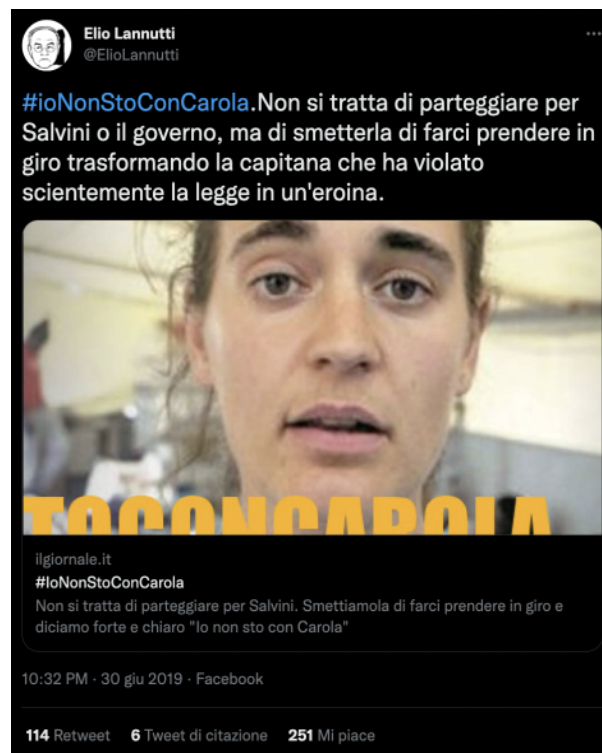 Elio Lannutti
@ElioLannutti
#ioNonStoConCarola.Non si tratta di parteggiare per
Salvini o il governo, ma di smetterla di farci prendere in
giro trasformando la capitana che ha violato
scientemente la legge in un'eroina.
TOCONCAROLA
ilgiornale.it
#IoNonStoConCarola
Non si tratta di parteggiare per Salvini. Smettiamola di farci prendere in giro e
diciamo forte e chiaro "Io non sto con Carola"
10:32 PM · 30 giu 2019 · Facebook
114 Retweet 6 Tweet di citazione 251 Mi piace